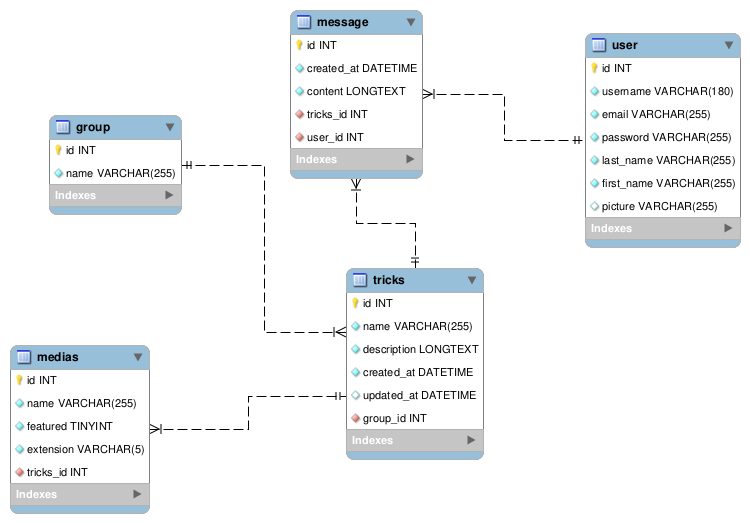 message
id INT
created_at DATETIME
content LONGTEXT
tricks_id INT
user_id INT
Indexes
user
id INT
username VARCHAR(180)
email VARCHAR(255)
password VARCHAR(255)
last_name VARCHAR(255)
first_name VARCHAR(255)
picture VARCHAR(255)
Indexes
group
id INT
name VARCHAR(255)
Indexes
tricks
id INT
name VARCHAR(255)
description LONGTEXT
created_at DATETIME
updated_at DATETIME
group_id INT
Indexes
medias
id INT
name VARCHAR(255)
featured TINYINT
extension VARCHAR(5)
tricks_id INT
Indexes